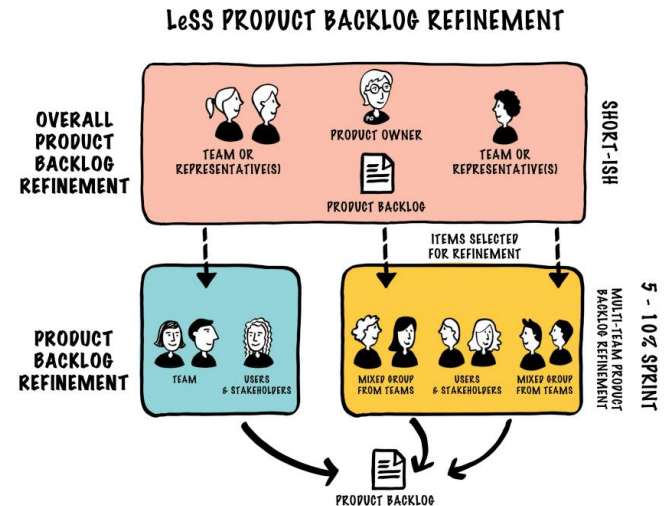 LeSS PRODUCT BACKLOG REFINEMENT
OVERALL
PRODUCT
BACKLOG
REFINEMENT
TEAM OR
REPRESENTATIVE(S)
PO
PRODUCT OWNER
PRODUCT BACKLOG
TEAM OR
REPRESENTATIVE(S)
SHORT-ISH
ITEMS SELECTED
FOR REFINEMENT
PRODUCT
BACKLOG
REFINEMENT
TEAM
USERS
& STAKEHOLDERS
MIXED GROUP
FROM TEAMS
USERS
& STAKEHOLDERS
MIXED GROUP
FROM TEAMS
MULTI-TEAM PRODUCT
BACKLOG REFINEMENT
5 - 10% SPRINT
PRODUCT BACKLOG